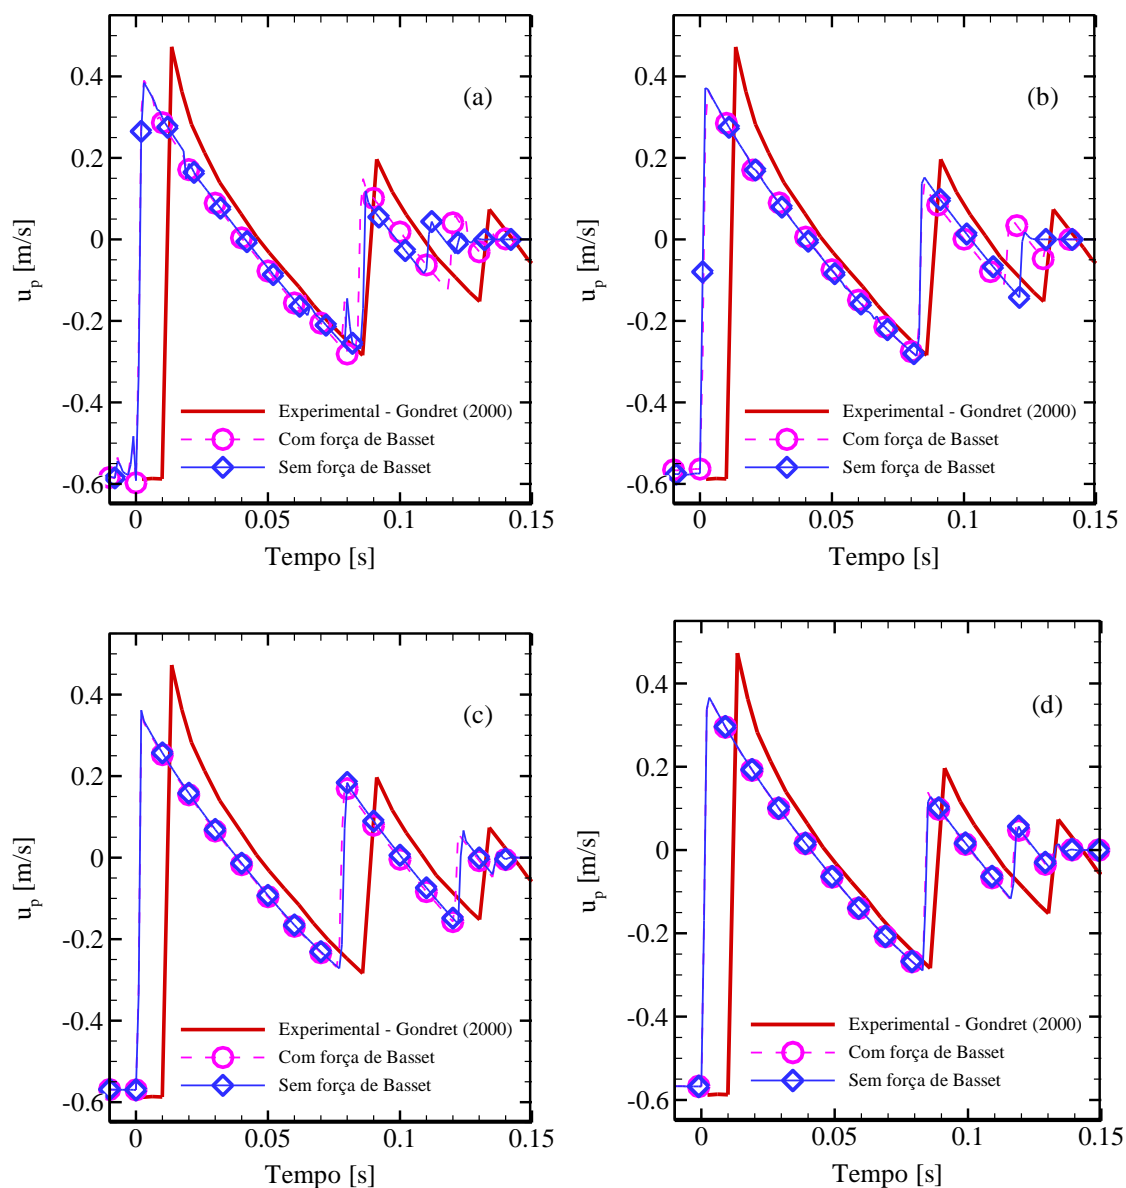 (a)
0.4
0.2
0
-0.2
-0.4
-0.6
u_p [m/s]
Experimental - Gondret (2000)
Com força de Basset
Sem força de Basset
0
0.05
0.1
0.15
Tempo [s]
(b)
0.4
0.2
0
-0.2
-0.4
-0.6
u_p [m/s]
Experimental - Gondret (2000)
Com força de Basset
Sem força de Basset
0
0.05
0.1
0.15
Tempo [s]
(c)
0.4
0.2
0
-0.2
-0.4
-0.6
u_p [m/s]
Experimental - Gondret (2000)
Com força de Basset
Sem força de Basset
0
0.05
0.1
0.15
Tempo [s]
(d)
0.4
0.2
0
-0.2
-0.4
-0.6
u_p [m/s]
Experimental - Gondret (2000)
Com força de Basset
Sem força de Basset
0
0.05
0.1
0.15
Tempo [s]